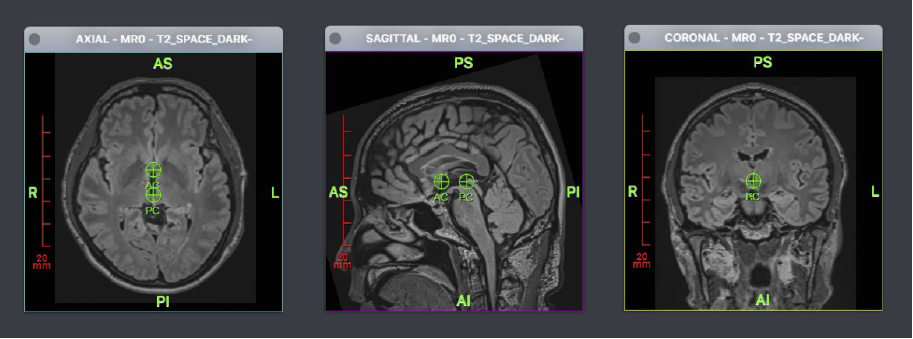 AXIAL - MR0 - T2_SPACE_DARK-
AS
R
L
AC
PC
20
mm
PI
SAGITTAL - MR0 - T2_SPACE_DARK-
PS
AS
PI
AC
PC
20
mm
AI
CORONAL - MR0 - T2_SPACE_DARK-
PS
R
L
20
mm
AI